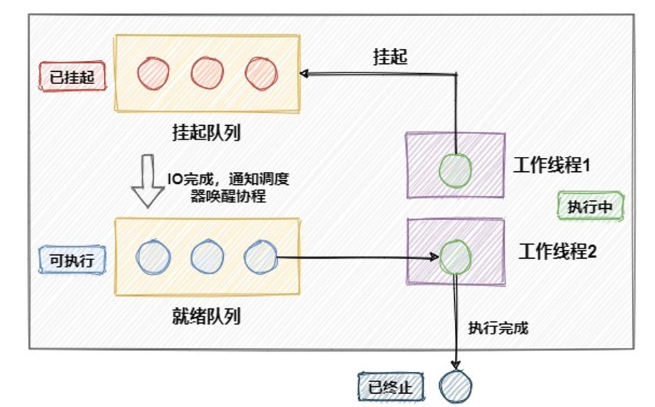 挂起
已挂起
挂起队列
工作线程1
IO完成，通知调度
器唤醒协程
执行中
可执行
工作线程2
就绪队列
执行完成
已终止